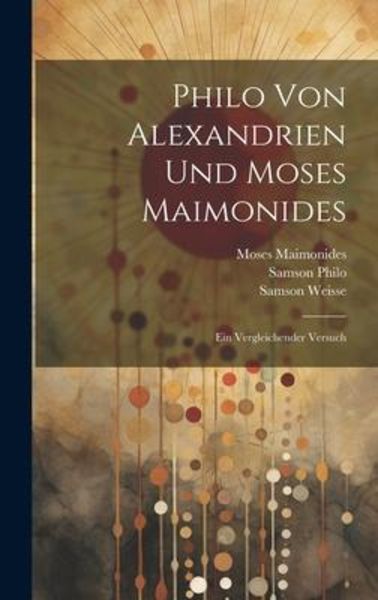 Philo Von
Alexandrien
Und Moses
Maimonides
Moses Maimonides
Samson Philo
Samson Weisse
Ein Vergleichender Versuch